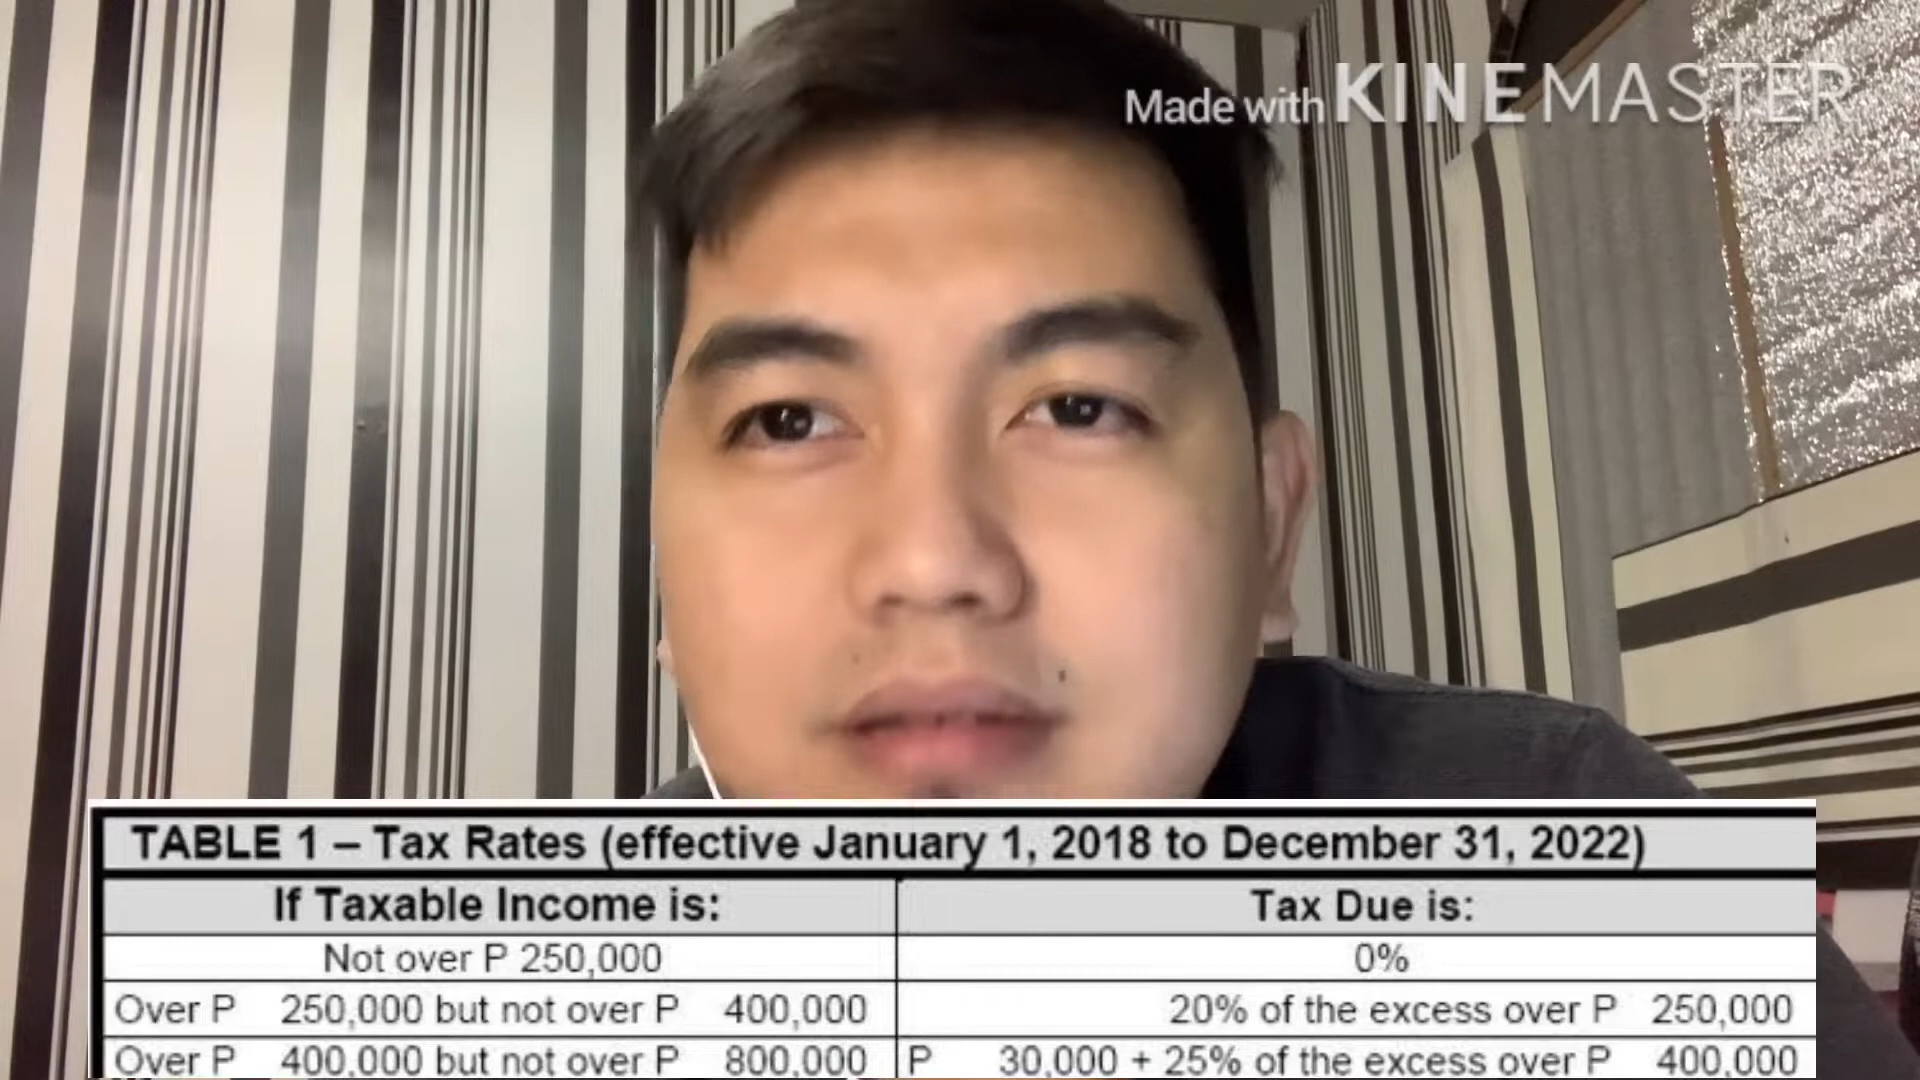 Made with KINEMASTER
TABLE 1 – Tax Rates (effective January 1, 2018 to December 31, 2022)
If Taxable Income is: Tax Due is:
Not over P 250,000 0%
Over P 250,000 but not over P 400,000 20% of the excess over P 250,000
Over P 400,000 but not over P 800,000 P 30,000 + 25% of the excess over P 400,000